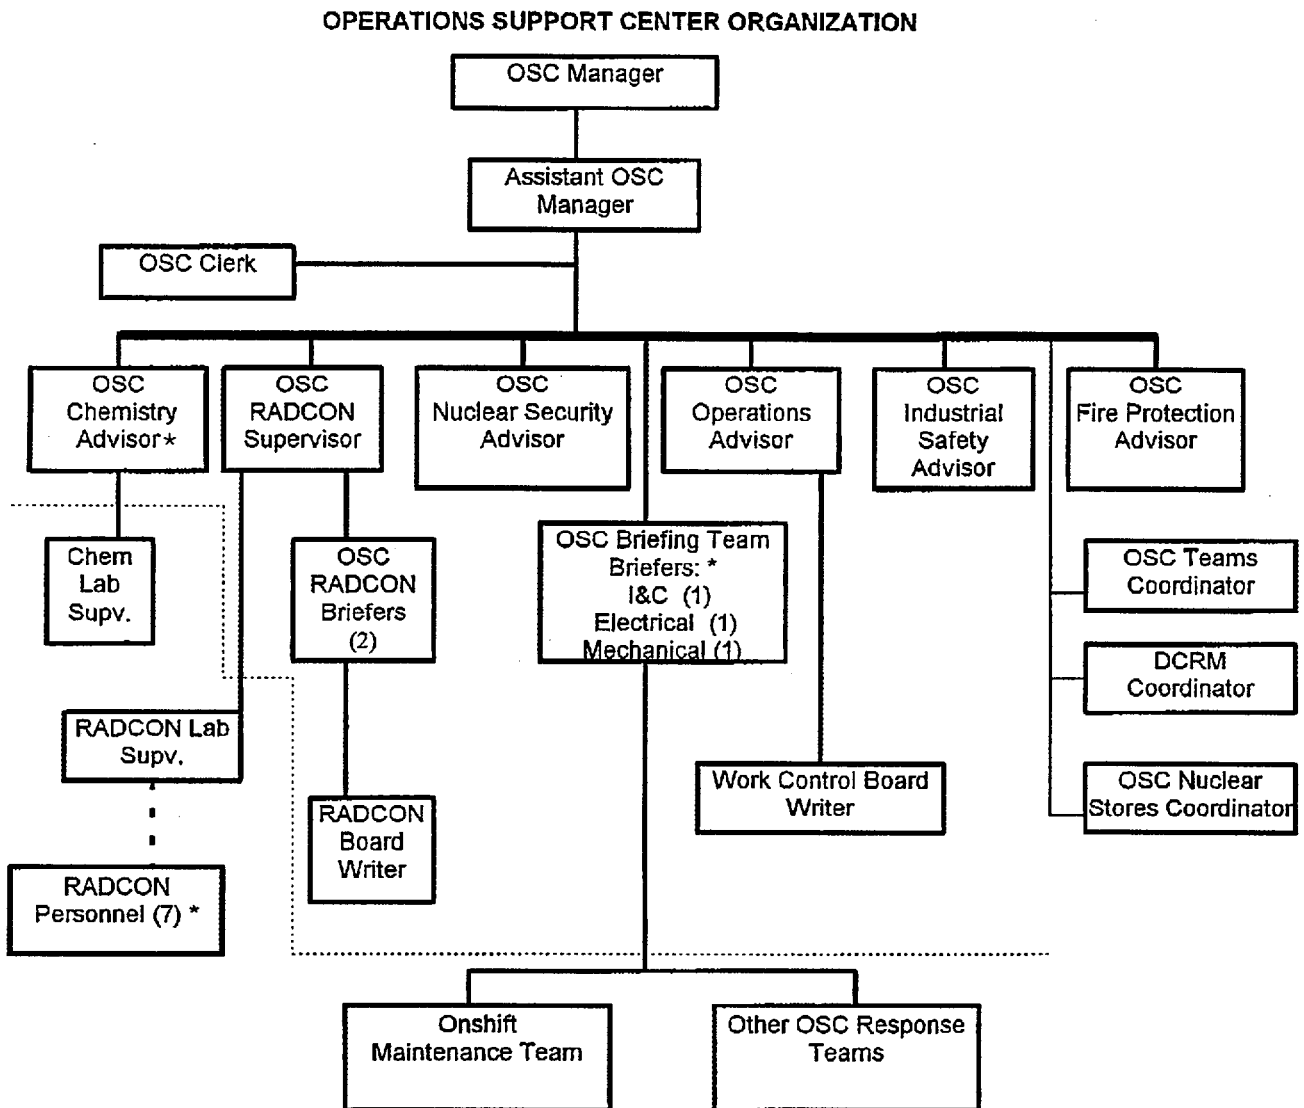 OPERATIONS SUPPORT CENTER ORGANIZATION
OSC Manager
Assistant OSC
Manager
OSC Clerk
OSC
Chemistry
Advisor*
OSC
RADCON
Supervisor
OSC
Nuclear Security
Advisor
OSC
Operations
Advisor
OSC
Industrial
Safety
Advisor
OSC
Fire Protection
Advisor
Chem
Lab
Supv.
OSC
RADCON
Briefers
(2)
OSC Briefing Team
Briefers: *
I&C (1)
Electrical (1)
Mechanical (1)
OSC Teams
Coordinator
DCRM
Coordinator
OSC Nuclear
Stores Coordinator
RADCON Lab
Supv.
RADCON
Board
Writer
Work Control Board
Writer
RADCON
Personnel (7) *
Onshift
Maintenance Team
Other OSC Response
Teams